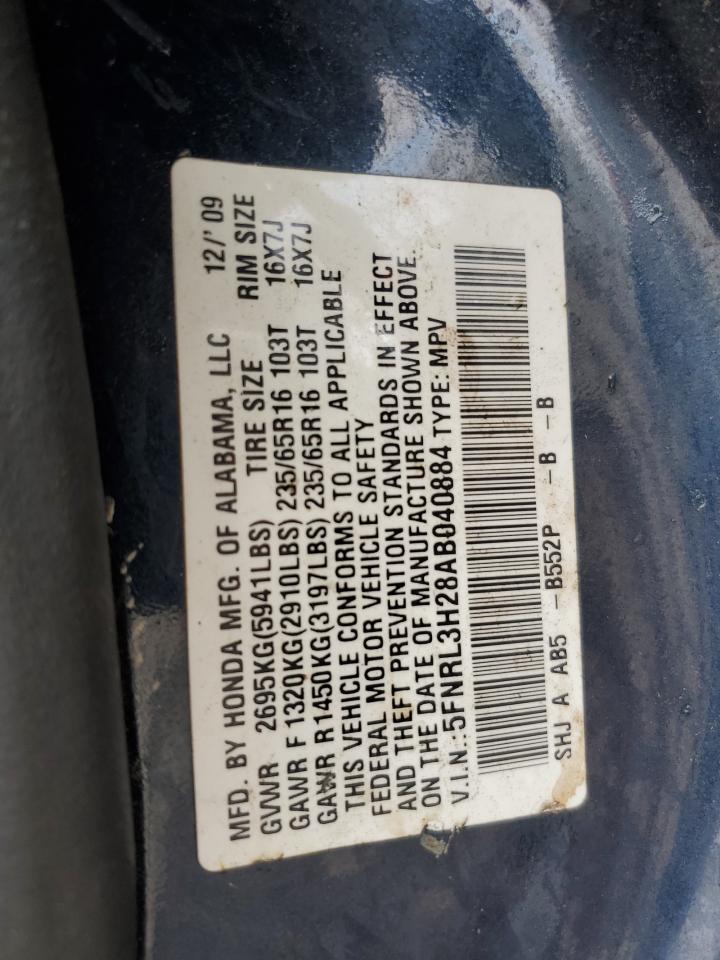 MFD. BY HONDA MFG. OF ALABAMA, LLC 12/' 09
GVWR 2695KG(5941LBS) TIRE SIZE RIM SIZE
GAWR F 1320KG(2910LBS) 235/65R16 103T 16X7J
GAWR R1450KG(3197LBS) 235/65R16 103T 16X7J
THIS VEHICLE CONFORMS TO ALL APPLICABLE
FEDERAL MOTOR VEHICLE SAFETY
AND THEFT PREVENTION STANDARDS IN EFFECT
ON THE DATE OF MANUFACTURE SHOWN ABOVE.
V.I.N.:5FNRL3H28AB040884 TYPE: MPV
SHJ A AB5 -B552P -B -B